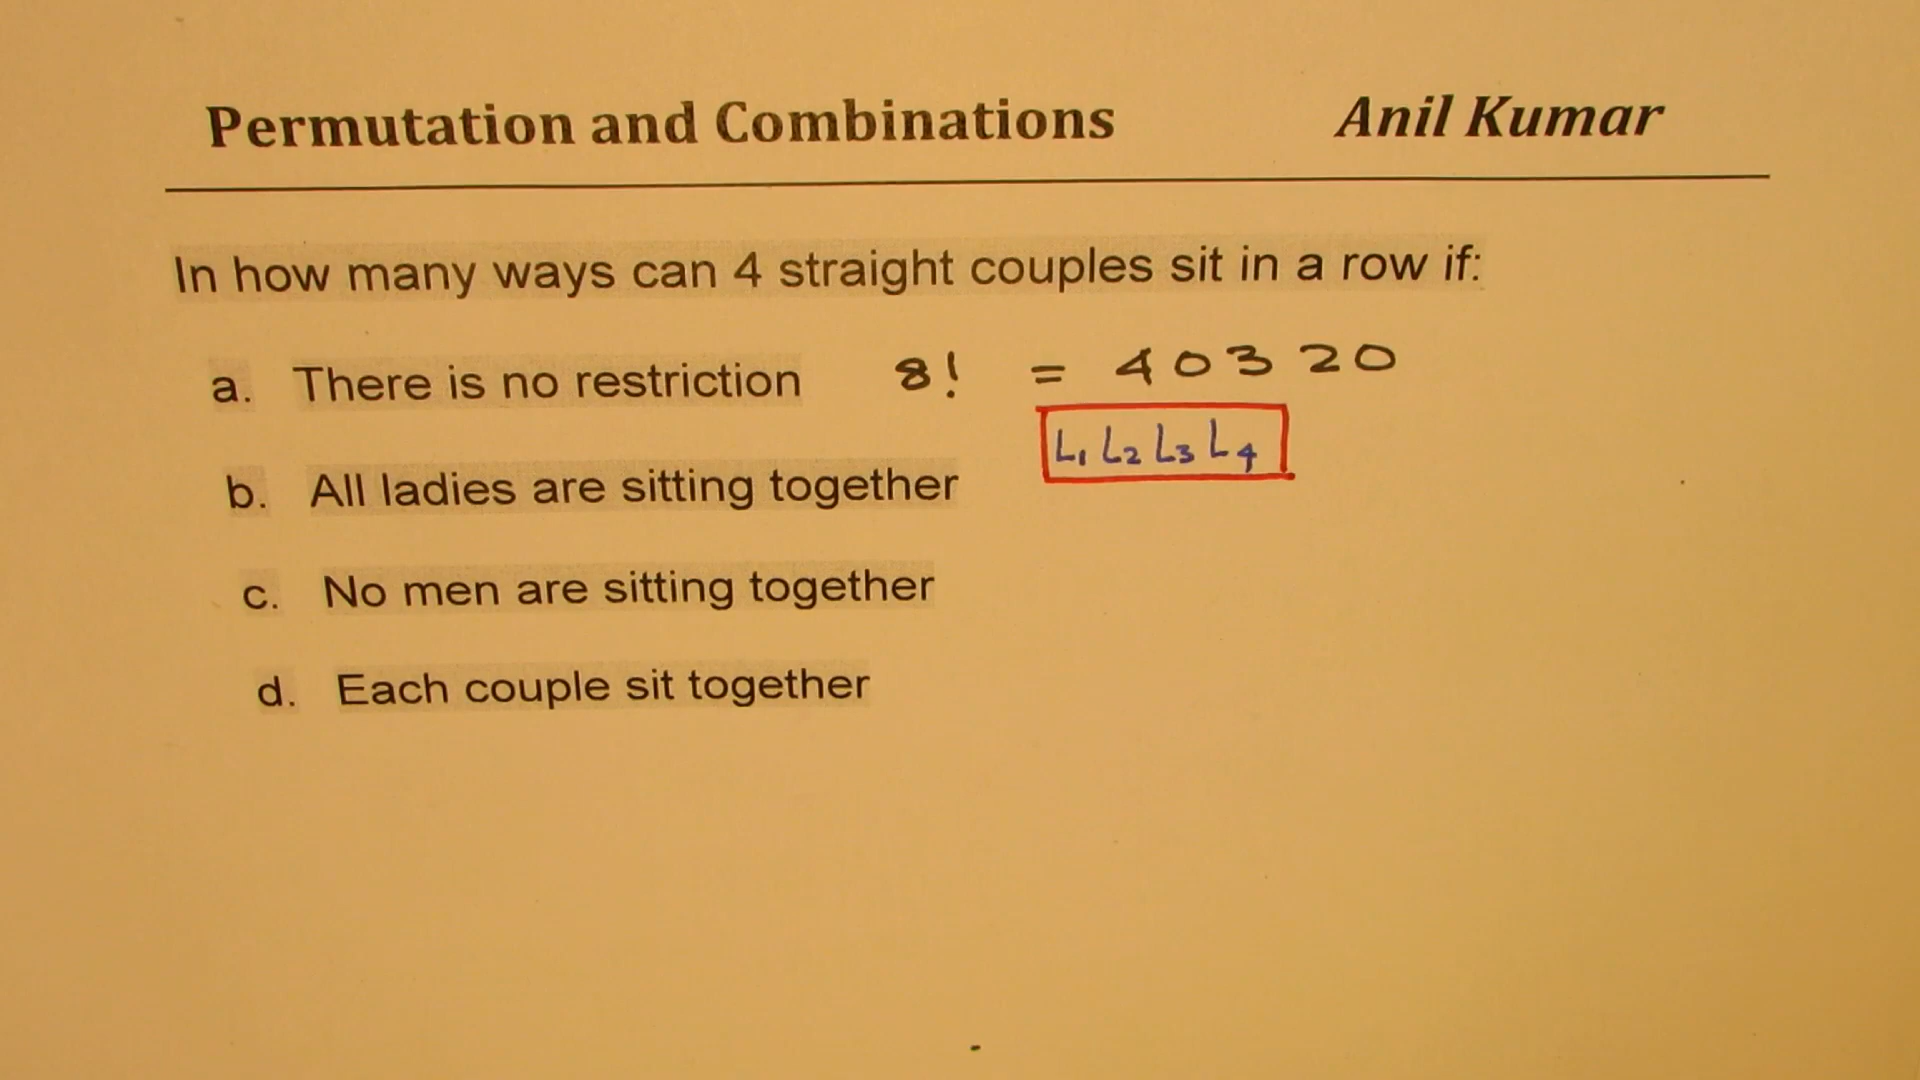 Permutation and Combinations Anil Kumar
In how many ways can 4 straight couples sit in a row if:
a. There is no restriction 8! = 40320
L1 L2 L3 L4
b. All ladies are sitting together
c. No men are sitting together
d. Each couple sit together